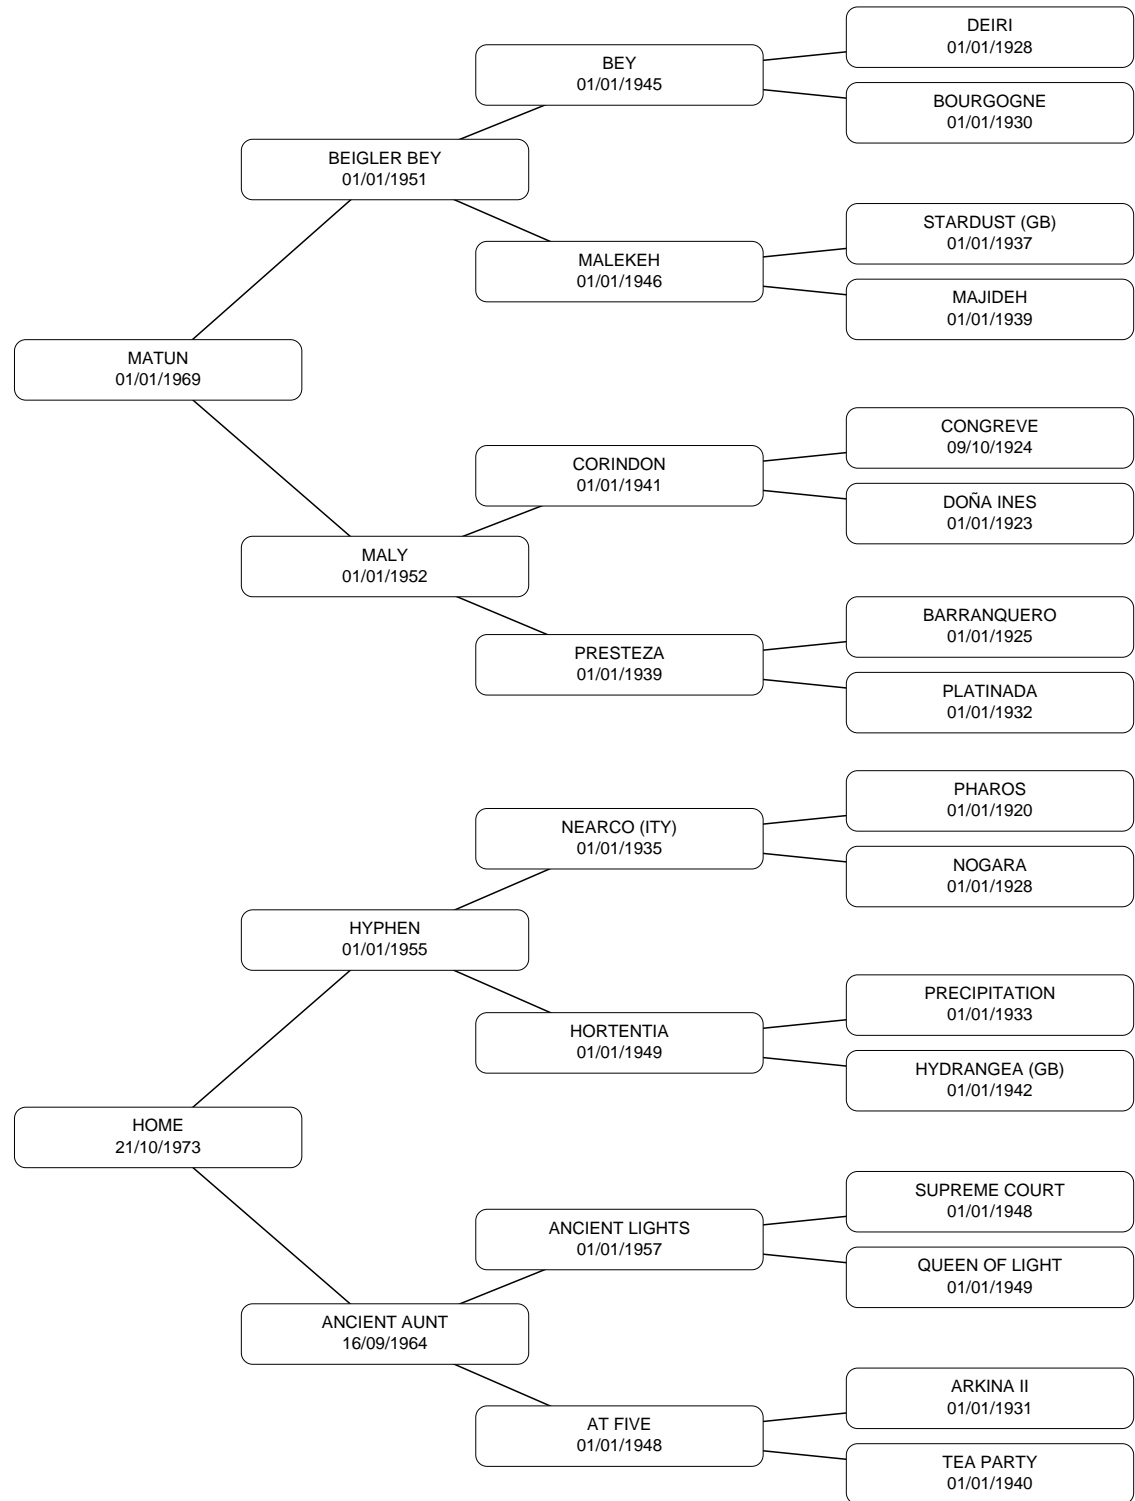 DEIRI
01/01/1928
BEY
01/01/1945
BOURGOGNE
01/01/1930
BEIGLER BEY
01/01/1951
STARDUST (GB)
01/01/1937
MALEKEH
01/01/1946
MAJIDEH
01/01/1939
MATUN
01/01/1969
CONGREVE
09/10/1924
CORINDON
01/01/1941
DOÑA INES
01/01/1923
MALY
01/01/1952
BARRANQUERO
01/01/1925
PRESTEZA
01/01/1939
PLATINADA
01/01/1932
PHAROS
01/01/1920
NEARCO (ITY)
01/01/1935
NOGARA
01/01/1928
HYPHEN
01/01/1955
PRECIPITATION
01/01/1933
HORTENTIA
01/01/1949
HYDRANGEA (GB)
01/01/1942
HOME
21/10/1973
SUPREME COURT
01/01/1948
ANCIENT LIGHTS
01/01/1957
QUEEN OF LIGHT
01/01/1949
ANCIENT AUNT
16/09/1964
ARKINA II
01/01/1931
AT FIVE
01/01/1948
TEA PARTY
01/01/1940